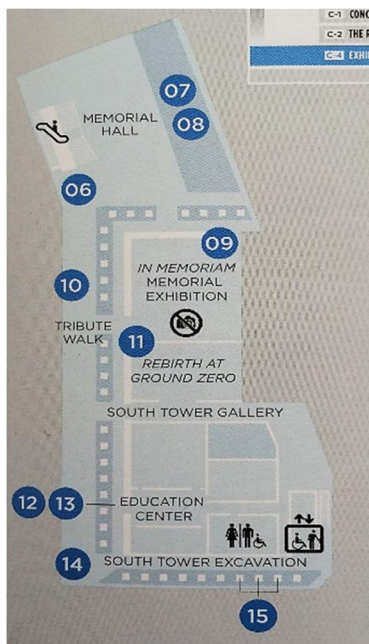 C-1 CONC
C-2 THE
C-4 EXHI
07
MEMORIAL
HALL
08
06
09
IN MEMORIAM
MEMORIAL
EXHIBITION
10
TRIBUTE
WALK
11
REBIRTH AT
GROUND ZERO
SOUTH TOWER GALLERY
12 13 EDUCATION
CENTER
14 SOUTH TOWER EXCAVATION
15